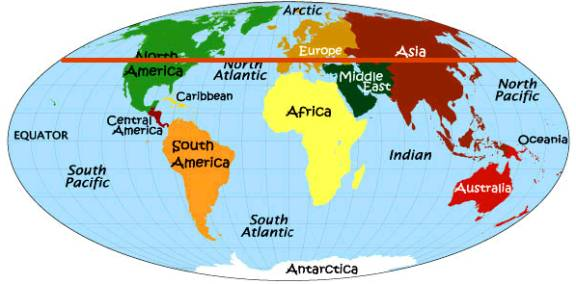 Arctic
North
America
Europe
Asia
North
Atlantic
Middle
East
North
Pacific
Caribbean
Central
America
Africa
EQUATOR
South
America
Indian
Oceania
South
Pacific
Australia
South
Atlantic
Antarctica